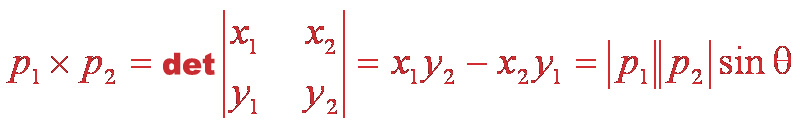 p₁ × p₂ = det |x₁ x₂; y₁ y₂| = x₁y₂ − x₂y₁ = |p₁||p₂| sin θ